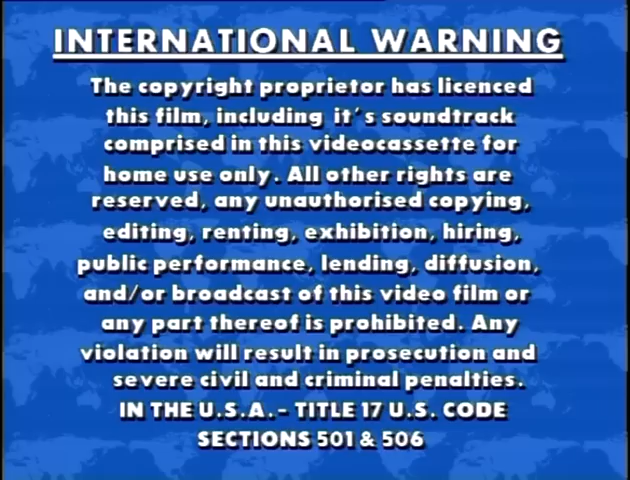 INTERNATIONAL WARNING
The copyright proprietor has licenced
this film, including it's soundtrack
comprised in this videocassette for
home use only. All other rights are
reserved, any unauthorised copying,
editing, renting, exhibition, hiring,
public performance, lending, diffusion,
and/or broadcast of this video film or
any part thereof is prohibited. Any
violation will result in prosecution and
severe civil and criminal penalties.
IN THE U.S.A.- TITLE 17 U.S. CODE
SECTIONS 501 & 506